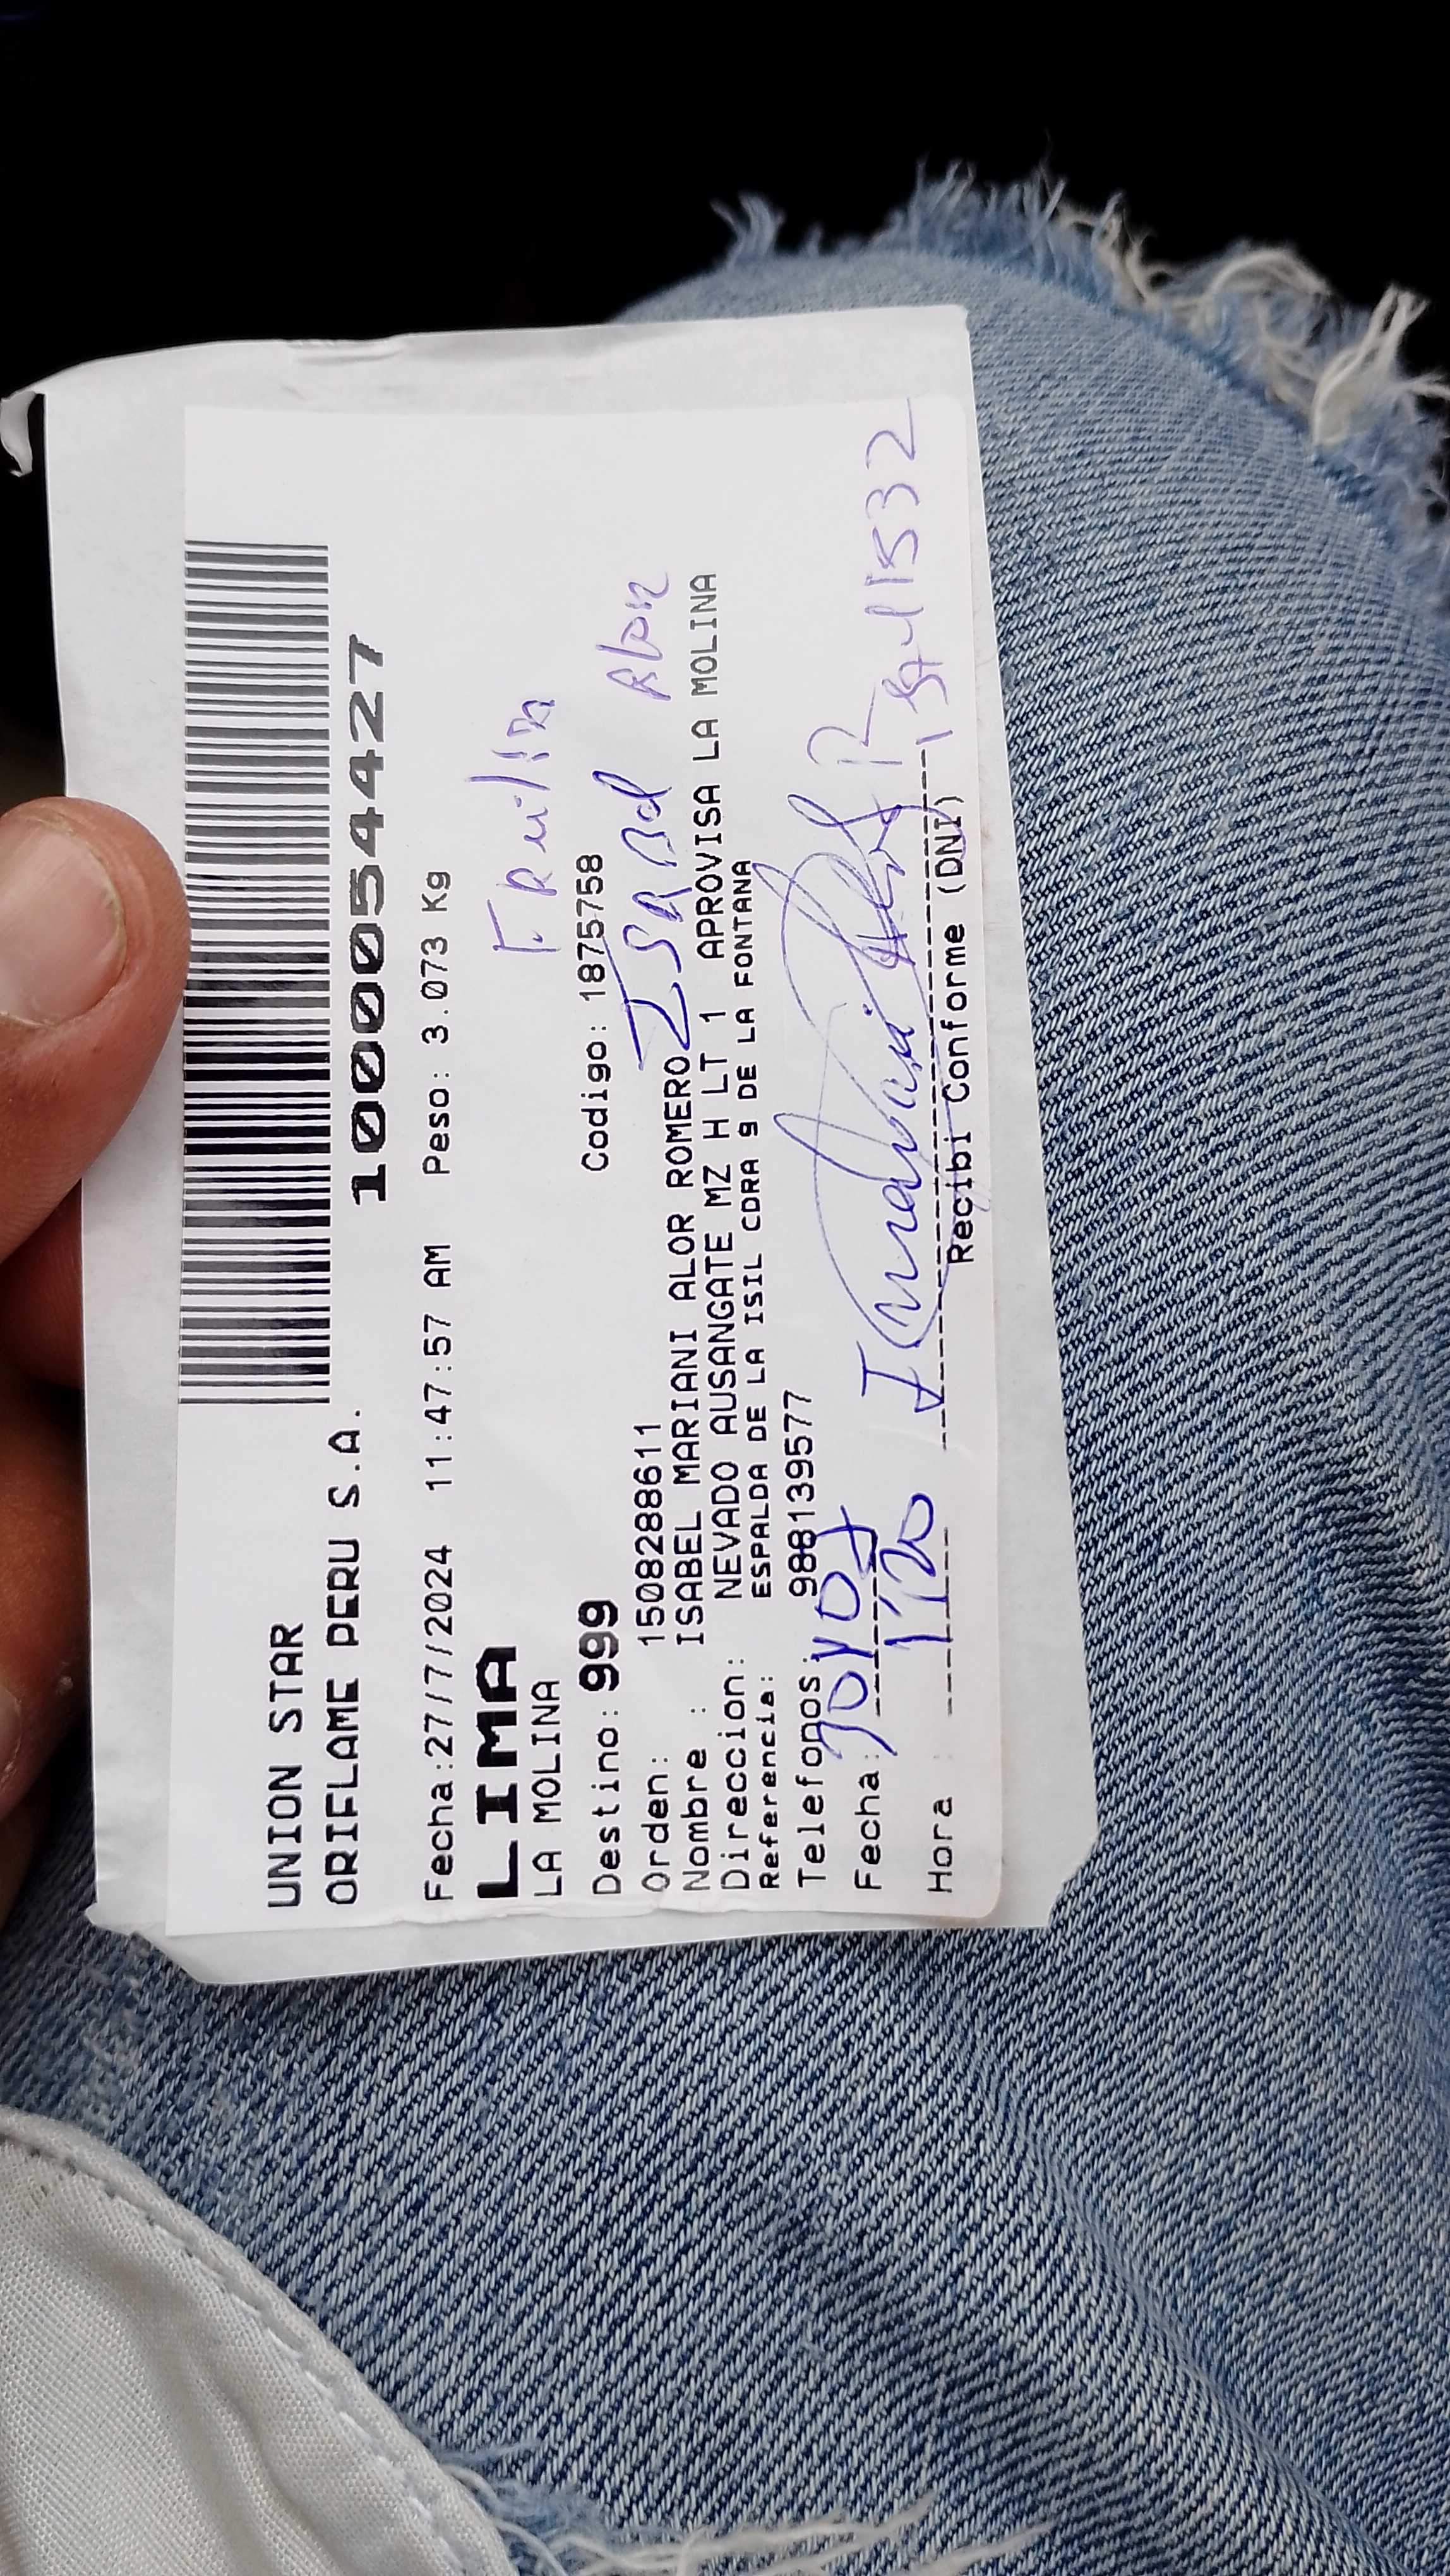 UNION STAR
ORIFLAME PERU S.A.
1000054427
Fecha:27/7/2024 11:47:57 AM Peso: 3.073 Kg
LIMA
LA MOLINA
Destino: 999 Codigo: 1875758
Orden: 1508288611
Isabel
Nombre : ISABEL MARIANI ALOR ROMERO
Direccion: NEVADO AUSANGATE MZ H LT 1 APROVISA LA MOLINA
Referencia: ESPALDA DE LA ISIL CDRA 9 DE LA FONTANA
Telefonos: 988139577
Fecha :
Hora : 1:20
Recibi Conforme (DNI)